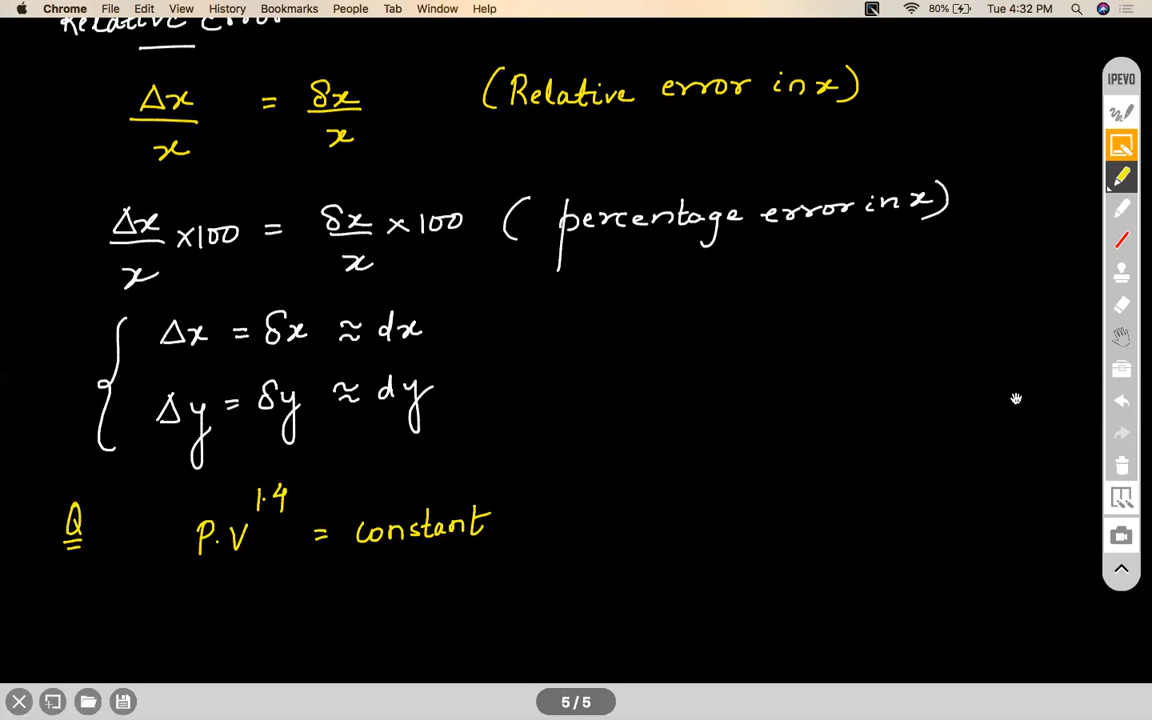 Chrome File Edit View History Bookmarks People Tab Window Help 80% Tue 4:32 PM
Relative Error
Δx/x = δx/x (Relative error in x)
IPEVO
Δx/x ×100 = δx/x × 100 (percentage error in x)
Δx = δx ≈ dx
Δy = δy ≈ dy
Q P.V^1.4 = constant
5/5